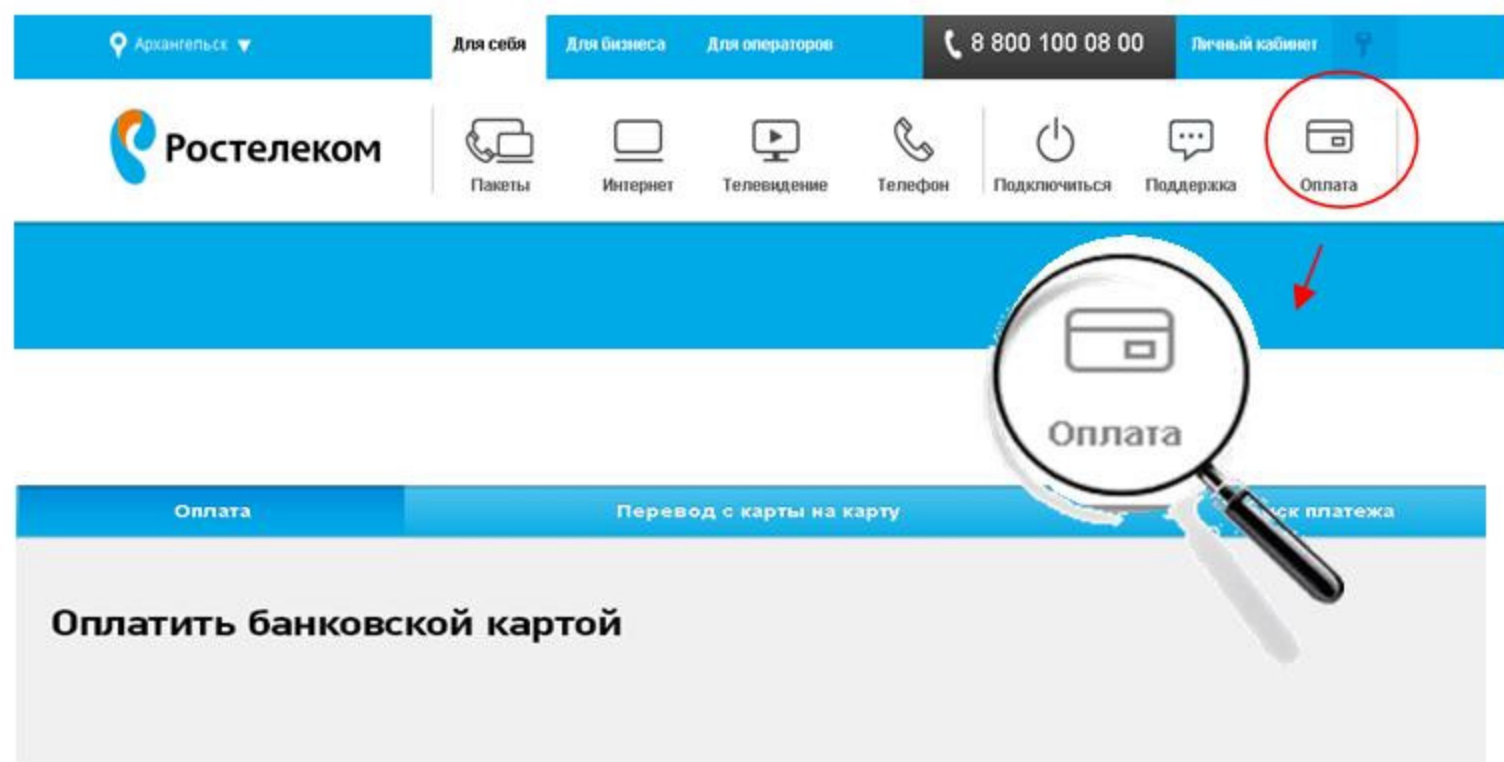 Архангельск
Для себя
Для бизнеса
Для операторов
8 800 100 08 00
Личный кабинет
Ростелеком
Пакеты
Интернет
Телевидение
Телефон
Подключиться
Поддержка
Оплата
Оплата
Оплата
Перевод с карты на карту
платежа
Оплатить банковской картой